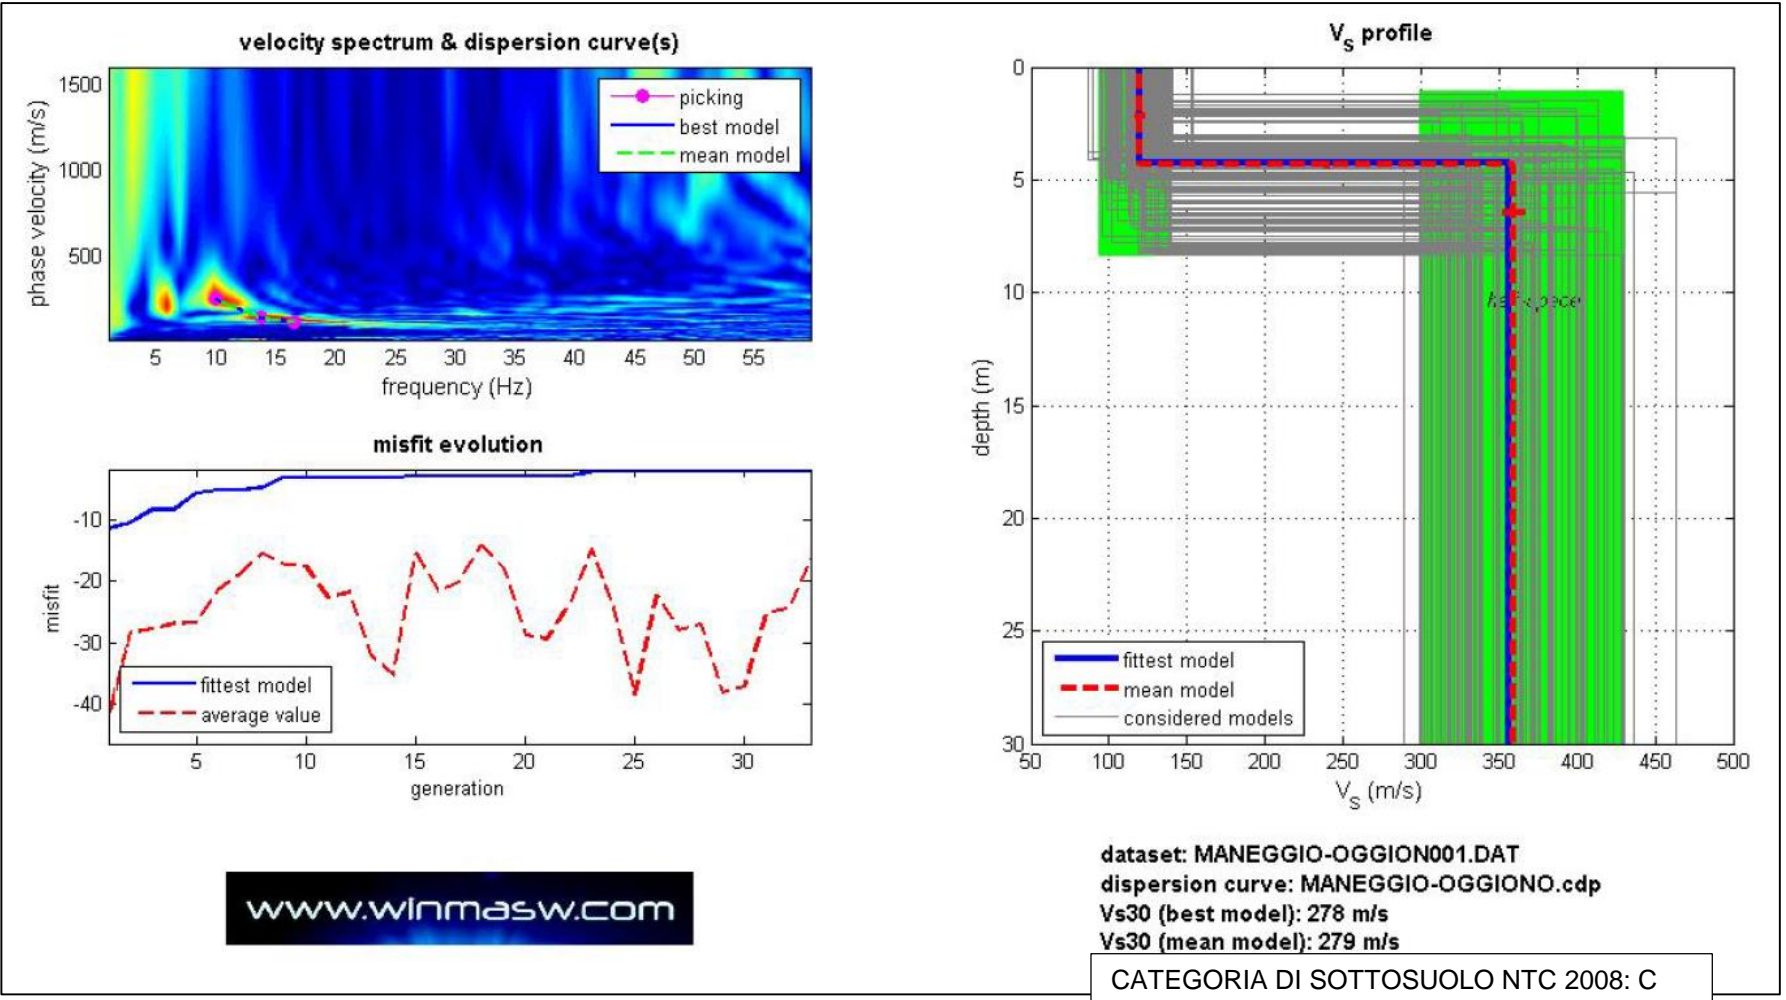 velocity spectrum & dispersion curve(s)
phase velocity (m/s)
1500
1000
500
picking
best model
mean model
5 10 15 20 25 30 35 40 45 50 55
frequency (Hz)
misfit evolution
misfit
-10
-20
-30
-40
fittest model
average value
5 10 15 20 25 30
generation
www.winmasw.com
VS profile
depth (m)
0
5
10
15
20
25
30
fittest model
mean model
considered models
50 100 150 200 250 300 350 400 450 500
VS (m/s)
dataset: MANEGGIO-OGGION001.DAT
dispersion curve: MANEGGIO-OGGIONO.cdp
Vs30 (best model): 278 m/s
Vs30 (mean model): 279 m/s
CATEGORIA DI SOTTOSUOLO NTC 2008: C